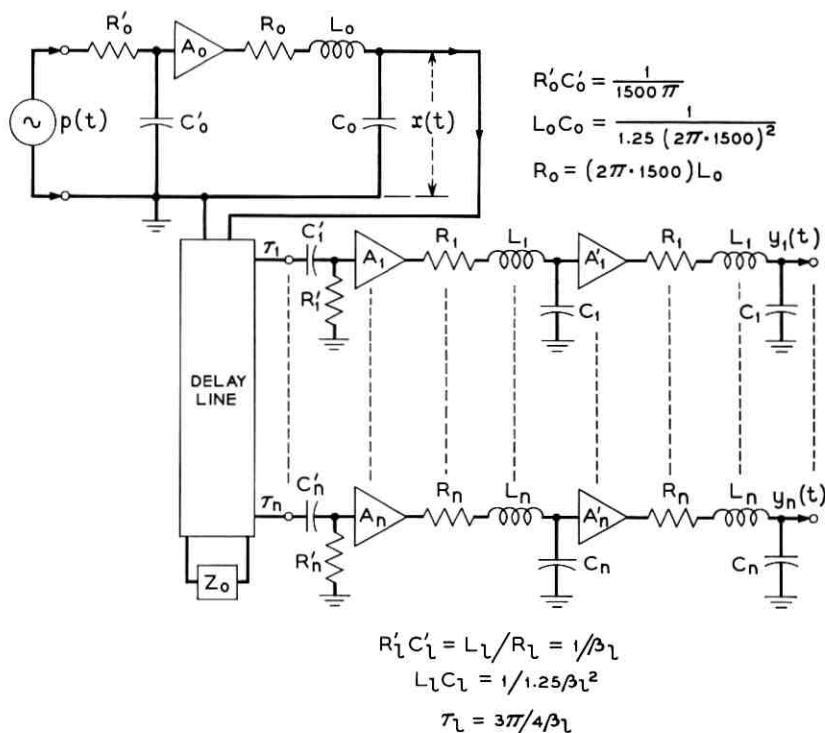 R'₀ A₀ R₀ L₀
p(t) C'₀ C₀ x(t)
R'₀C'₀ = 1/1500π
L₀C₀ = 1/1.25 (2π·1500)²
R₀ = (2π·1500)L₀
τ₁ C'₁ A₁ R₁ L₁ A'₁ R₁ L₁ y₁(t)
R'₁ C₁ C₁
DELAY
LINE
τₙ C'ₙ Aₙ Rₙ Lₙ A'ₙ Rₙ Lₙ yₙ(t)
R'ₙ Cₙ Cₙ
Z₀
R'ₗC'ₗ = Lₗ/Rₗ = 1/βₗ
LₗCₗ = 1/1.25βₗ²
τₗ = 3π/4βₗ